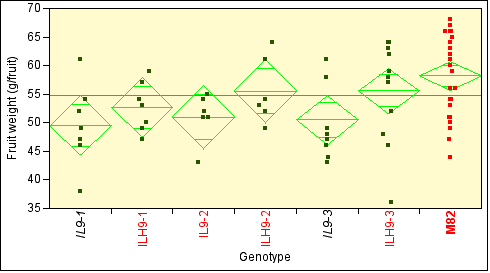 Fruit weight (g/fruit)
70
65
60
55
50
45
40
35
IL9-1
ILH9-1
IL9-2
ILH9-2
IL9-3
ILH9-3
M82
Genotype